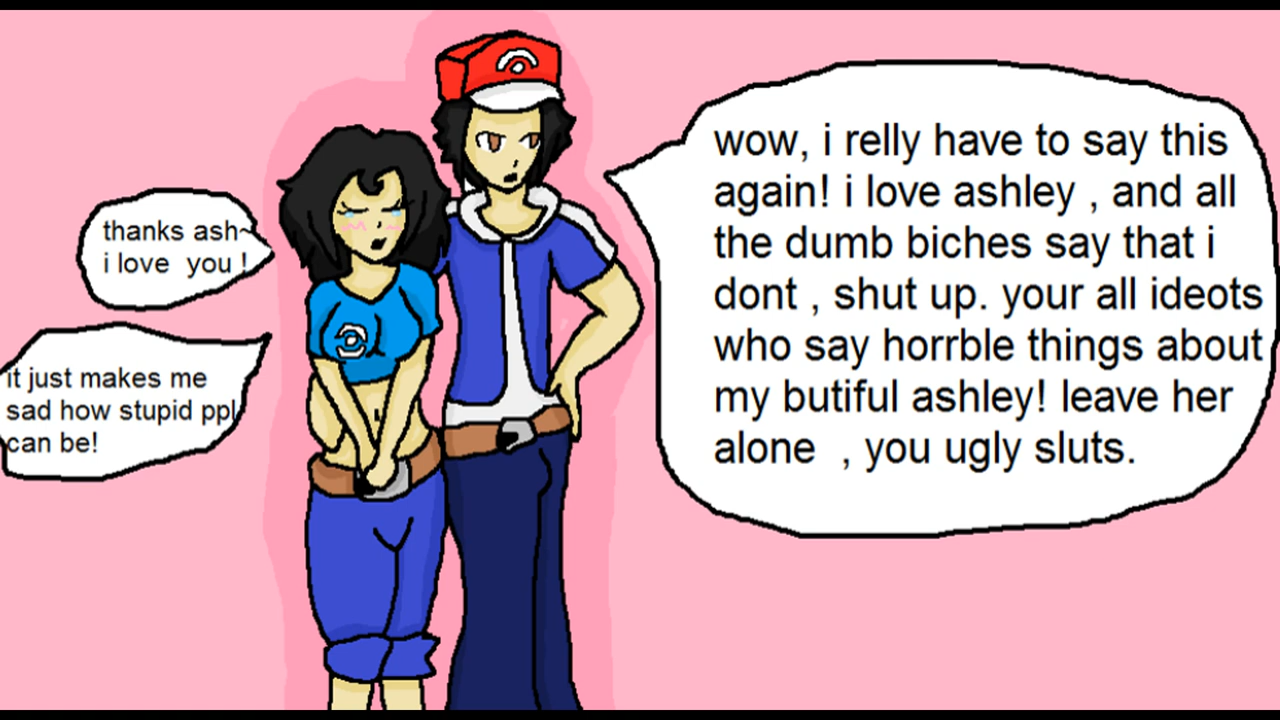 thanks ash~
i love you !
it just makes me
sad how stupid ppl
can be!
wow, i relly have to say this
again! i love ashley , and all
the dumb biches say that i
dont , shut up. your all ideots
who say horrble things about
my butiful ashley! leave her
alone , you ugly sluts.